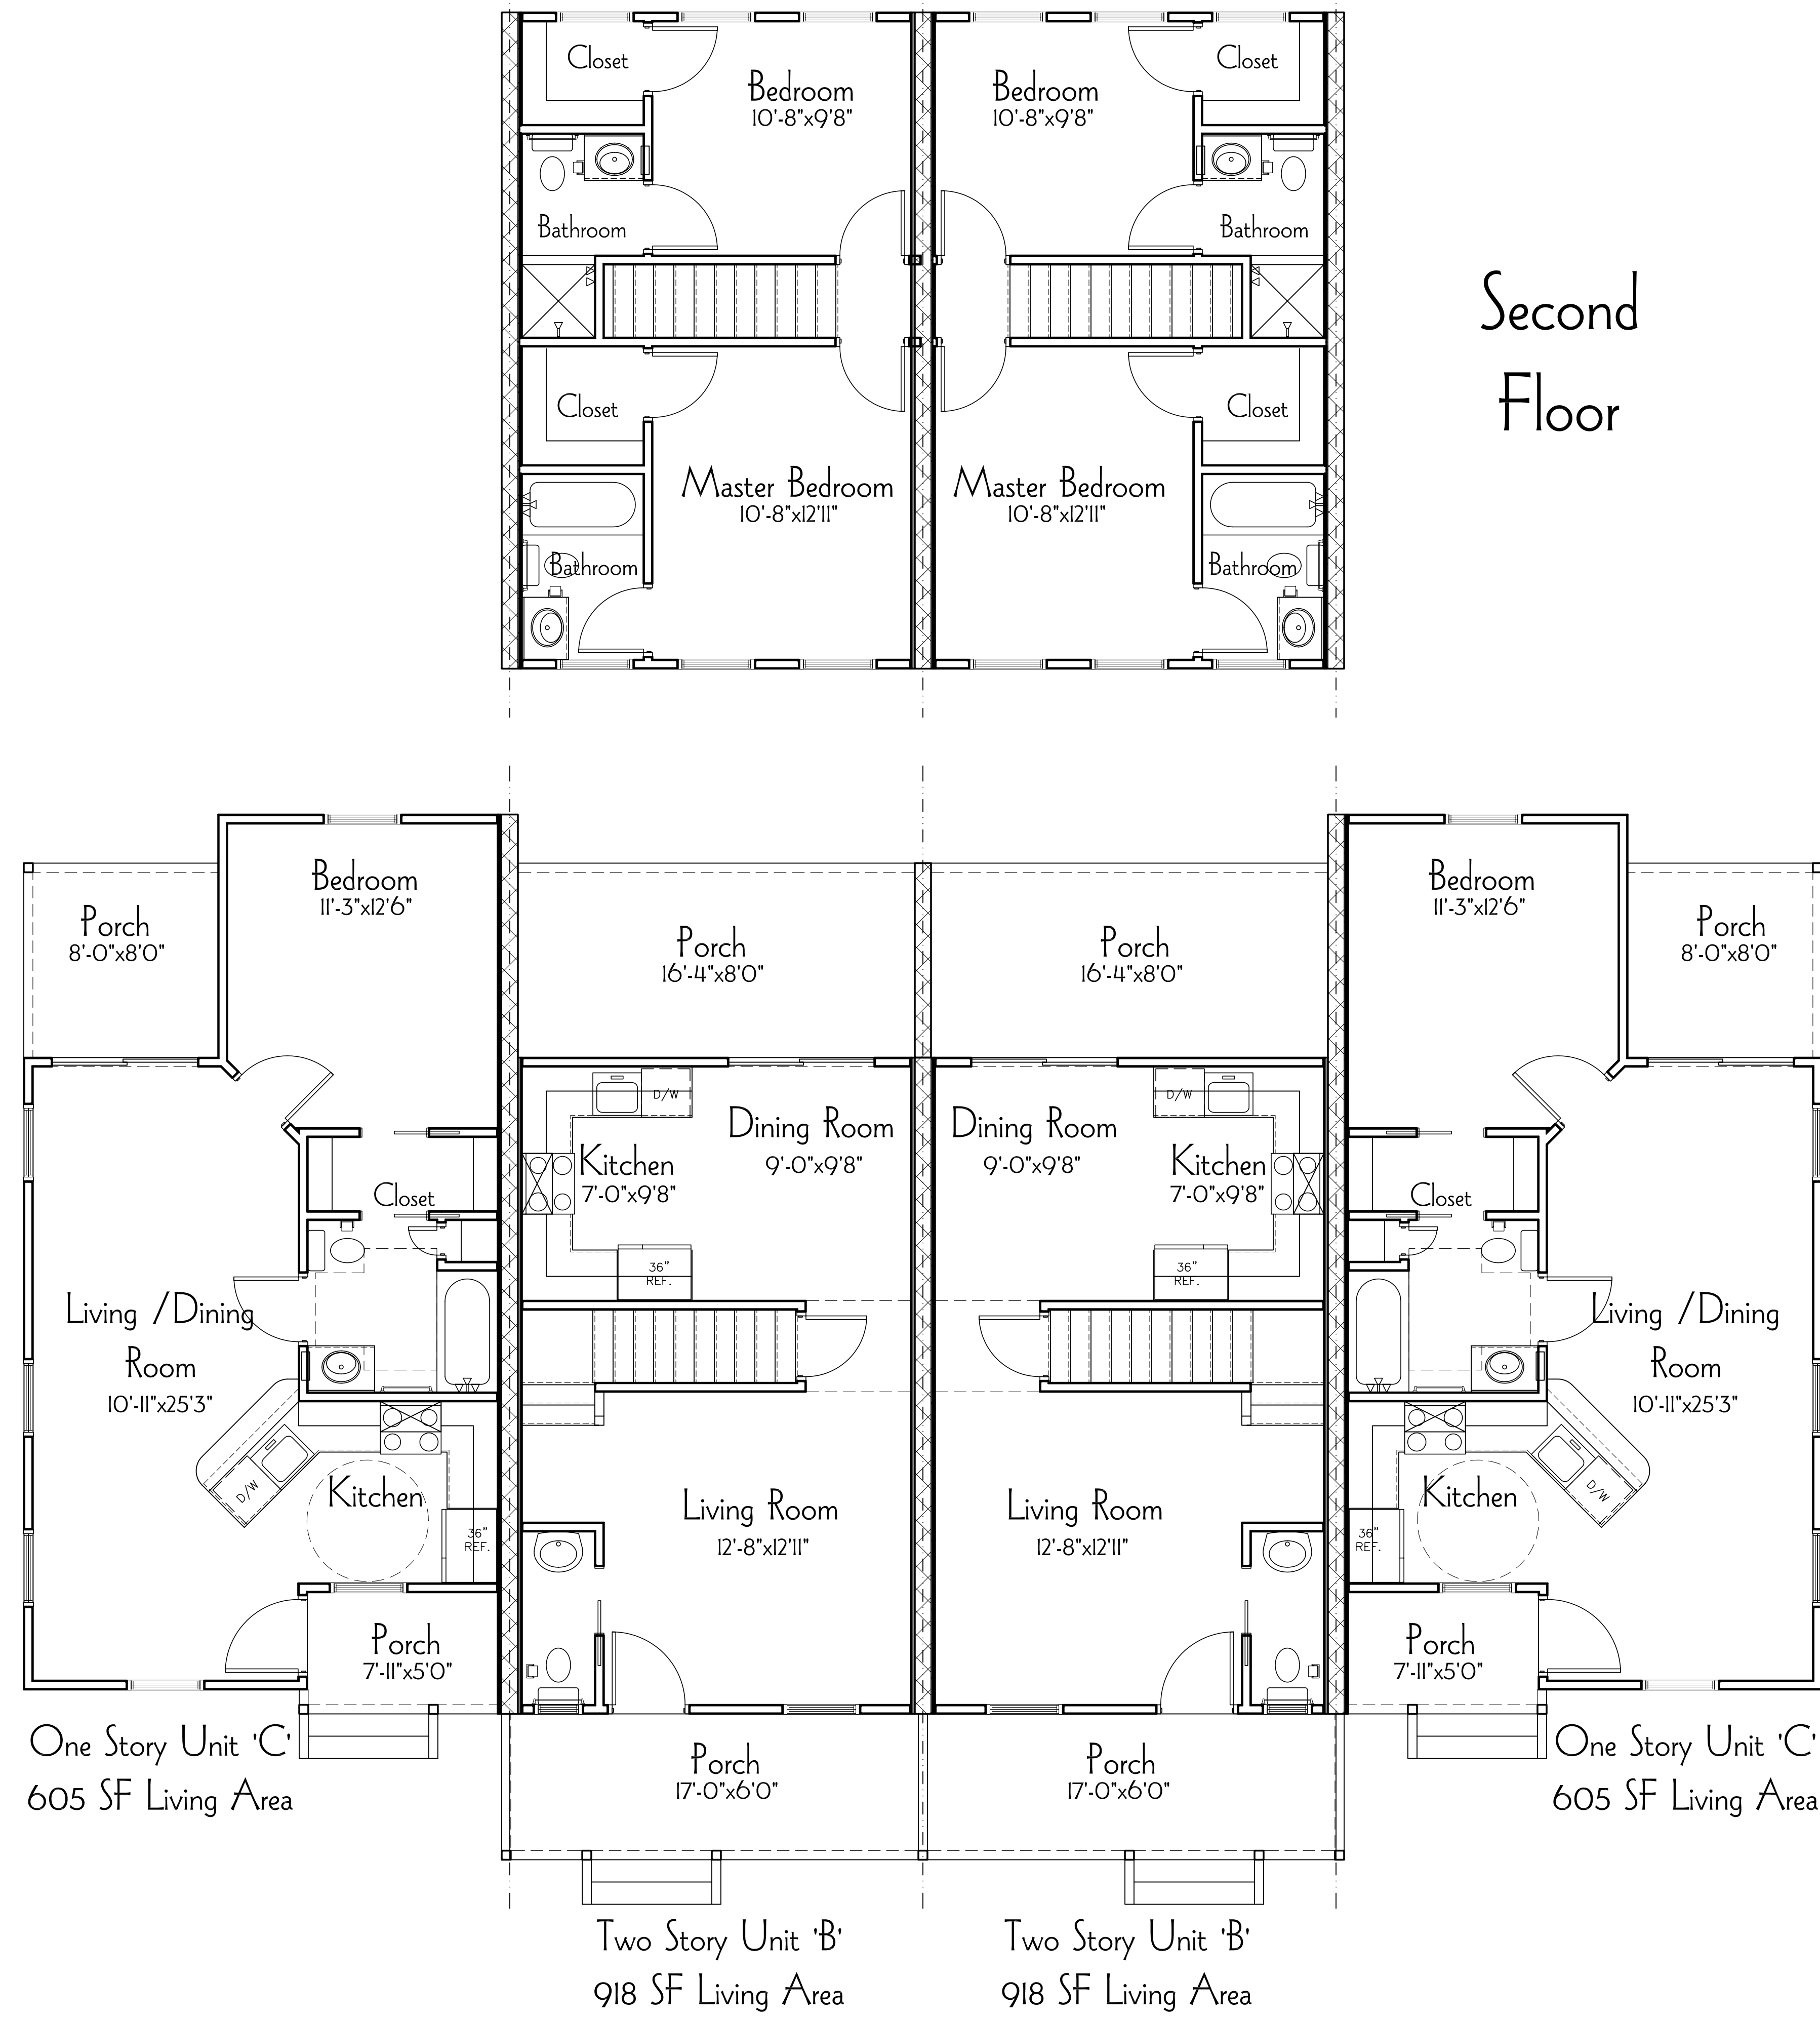 Closet
Bedroom
10'-8"x9'8"
Bedroom
10'-8"x9'8"
Closet
Bathroom
Bathroom
Second
Floor
Closet
Closet
Master Bedroom
10'-8"x12'11"
Master Bedroom
10'-8"x12'11"
Bathroom
Bathroom
Bedroom
11'-3"x12'6"
Bedroom
11'-3"x12'6"
Porch
8'-0"x8'0"
Porch
16'-4"x8'0"
Porch
16'-4"x8'0"
Porch
8'-0"x8'0"
D/W
D/W
Dining Room
9'-0"x9'8"
Dining Room
9'-0"x9'8"
Kitchen
7'-0"x9'8"
Kitchen
7'-0"x9'8"
Closet
Closet
36"
REF.
36"
REF.
Living /Dining
Room
10'-11"x25'3"
Living /Dining
Room
10'-11"x25'3"
D/W
Kitchen
36"
REF.
Living Room
12'-8"x12'11"
Living Room
12'-8"x12'11"
36"
REF.
Kitchen
D/W
Porch
7'-11"x5'0"
Porch
7'-11"x5'0"
One Story Unit 'C'
605 SF Living Area
Porch
17'-0"x6'0"
Porch
17'-0"x6'0"
One Story Unit 'C'
605 SF Living Area
Two Story Unit 'B'
918 SF Living Area
Two Story Unit 'B'
918 SF Living Area